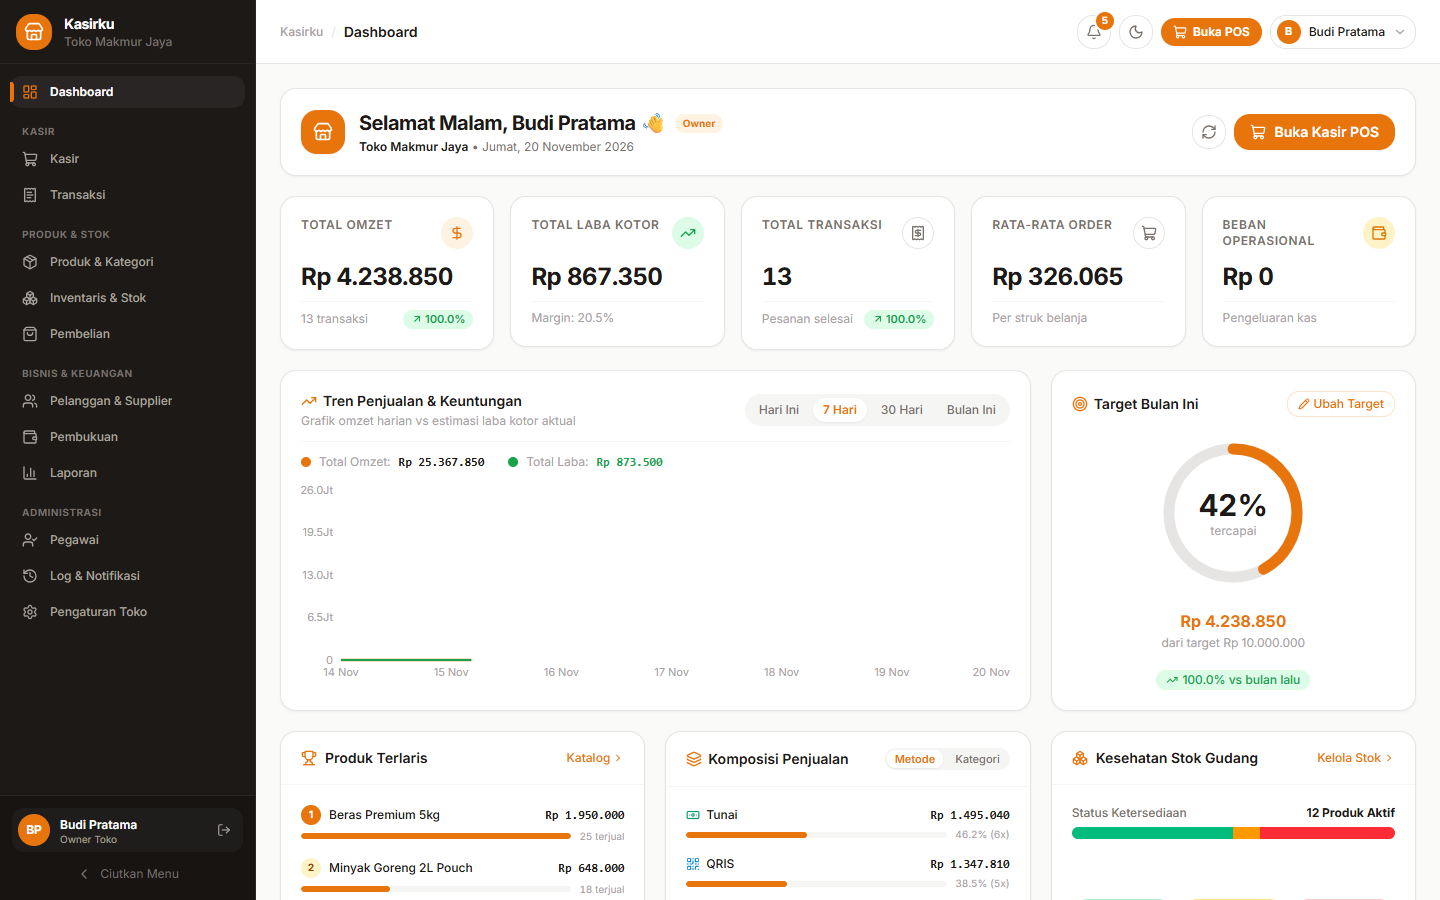 Kasirku
Toko Makmur Jaya
Dashboard
KASIR
Kasir
Transaksi
PRODUK & STOK
Produk & Kategori
Inventaris & Stok
Pembelian
BISNIS & KEUANGAN
Pelanggan & Supplier
Pembukuan
Laporan
ADMINISTRASI
Pegawai
Log & Notifikasi
Pengaturan Toko
BP
Budi Pratama
Owner Toko
Ciutkan Menu
Kasirku / Dashboard
5
Buka POS
B Budi Pratama
Selamat Malam, Budi Pratama 👋 Owner
Toko Makmur Jaya • Jumat, 20 November 2026
Buka Kasir POS
TOTAL OMZET
Rp 4.238.850
13 transaksi 100.0%
TOTAL LABA KOTOR
Rp 867.350
Margin: 20.5%
TOTAL TRANSAKSI
13
Pesanan selesai 100.0%
RATA-RATA ORDER
Rp 326.065
Per struk belanja
BEBAN
OPERASIONAL
Rp 0
Pengeluaran kas
Tren Penjualan & Keuntungan
Grafik omzet harian vs estimasi laba kotor aktual
Hari Ini 7 Hari 30 Hari Bulan Ini
Total Omzet: Rp 25.367.850 Total Laba: Rp 873.500
26.0Jt
19.5Jt
13.0Jt
6.5Jt
0
14 Nov 15 Nov 16 Nov 17 Nov 18 Nov 19 Nov 20 Nov
Target Bulan Ini Ubah Target
42%
tercapai
Rp 4.238.850
dari target Rp 10.000.000
100.0% vs bulan lalu
Produk Terlaris Katalog
1 Beras Premium 5kg Rp 1.950.000
25 terjual
2 Minyak Goreng 2L Pouch Rp 648.000
18 terjual
Komposisi Penjualan Metode Kategori
Tunai Rp 1.495.040
46.2% (6x)
QRIS Rp 1.347.810
38.5% (5x)
Kesehatan Stok Gudang Kelola Stok
Status Ketersediaan 12 Produk Aktif